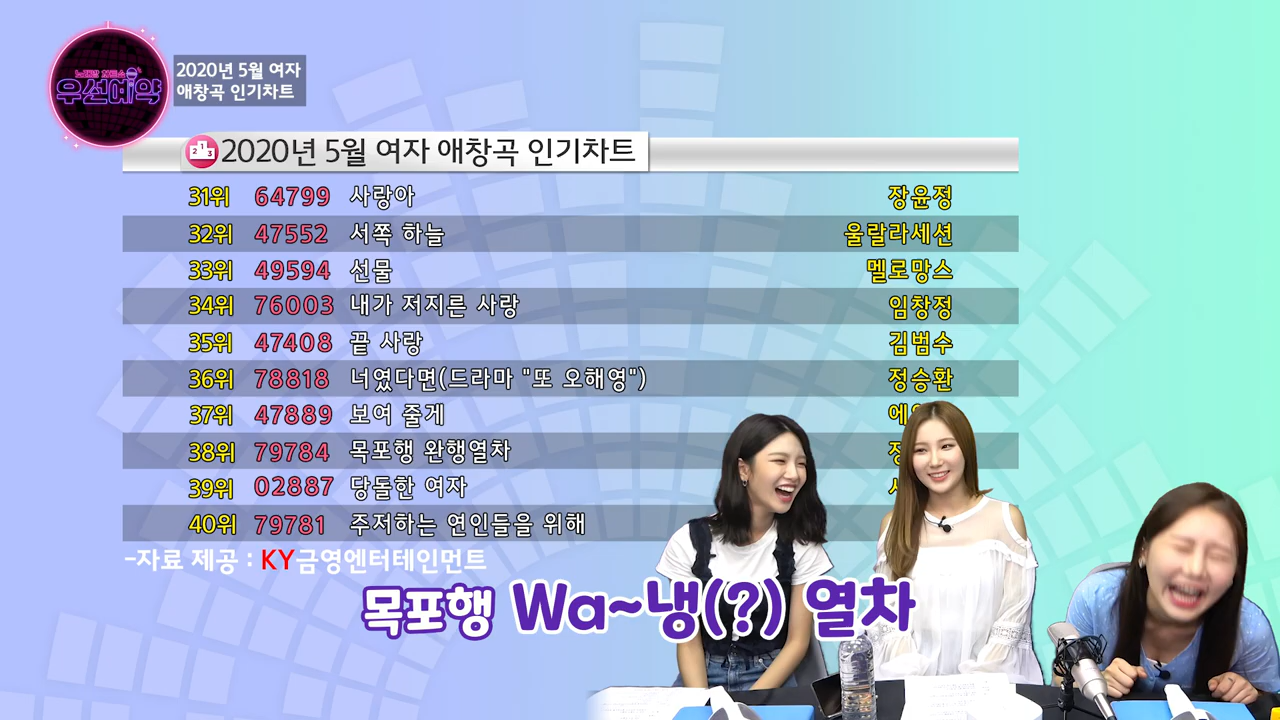 노래방 차트쇼
우선예약
2020년 5월 여자
애창곡 인기차트
2020년 5월 여자 애창곡 인기차트
31위 64799 사랑아 장윤정
32위 47552 서쪽 하늘 울랄라세션
33위 49594 선물 멜로망스
34위 76003 내가 저지른 사랑 임창정
35위 47408 끝 사랑 김범수
36위 78818 너였다면(드라마 "또 오해영") 정승환
37위 47889 보여 줄게
38위 79784 목포행 완행열차
39위 02887 당돌한 여자
40위 79781 주저하는 연인들을 위해
-자료 제공 : KY금영엔터테인먼트
목포행 Wa~냉(?) 열차